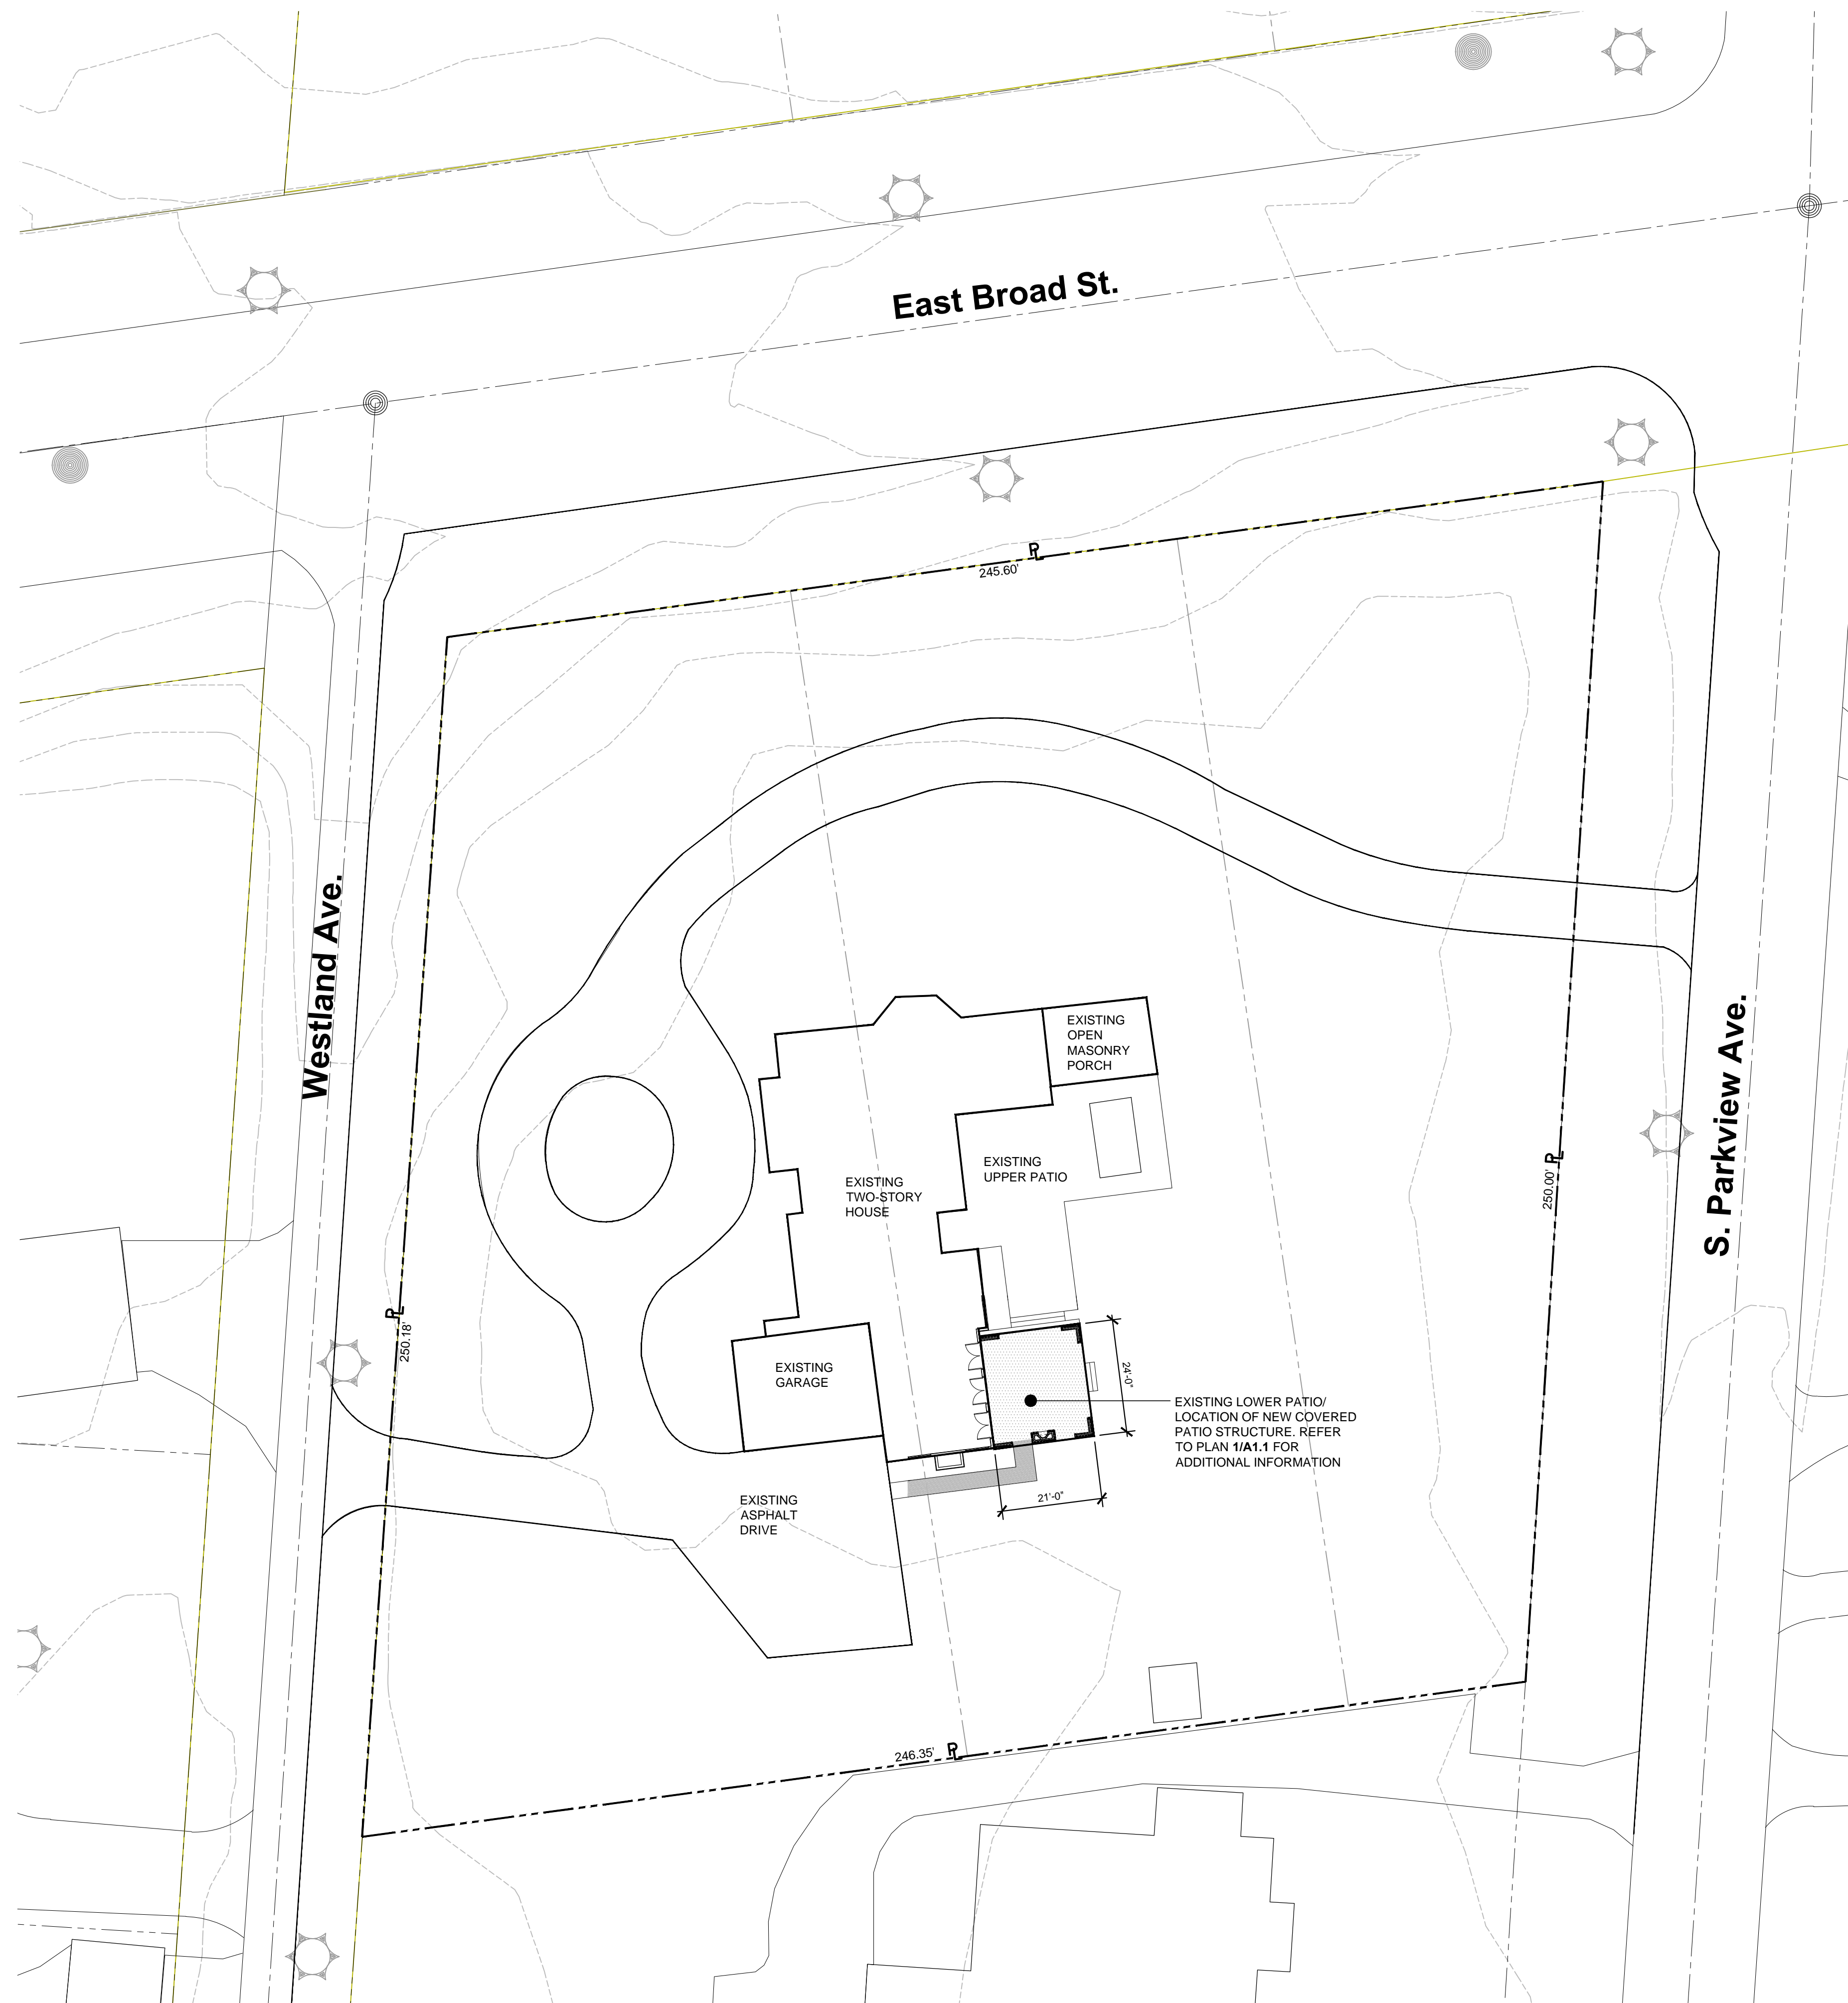 East Broad St.
245.60'
Westland Ave.
S. Parkview Ave.
EXISTING
OPEN
MASONRY
PORCH
EXISTING
UPPER PATIO
EXISTING
TWO-STORY
HOUSE
250.00'
250.18'
EXISTING
GARAGE
24'-0"
EXISTING LOWER PATIO/
LOCATION OF NEW COVERED
PATIO STRUCTURE. REFER
TO PLAN 1/A1.1 FOR
ADDITIONAL INFORMATION
21'-0"
EXISTING
ASPHALT
DRIVE
246.35'